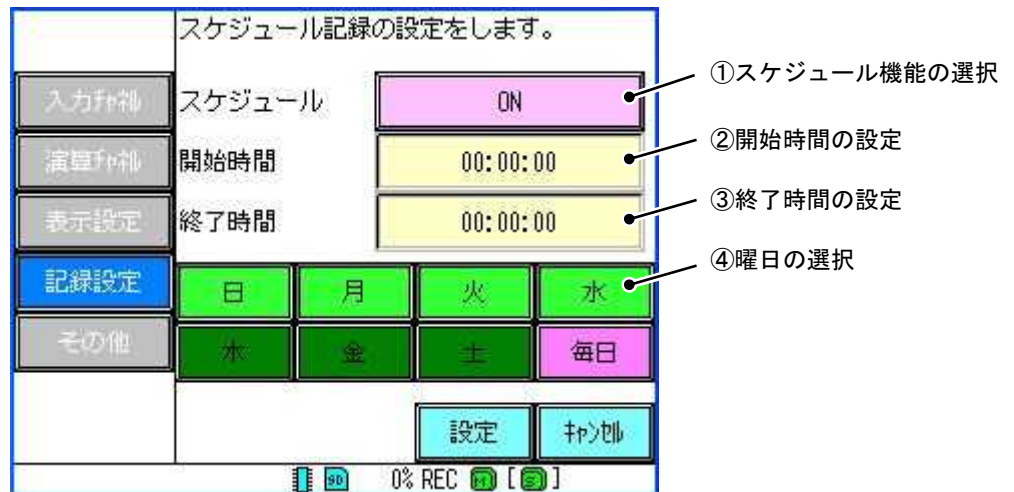 スケジュール記録の設定をします。
入力ﾁｬﾈﾙ
スケジュール
ON
①スケジュール機能の選択
演算ﾁｬﾈﾙ
開始時間
00:00:00
②開始時間の設定
表示設定
終了時間
00:00:00
③終了時間の設定
記録設定
日
月
火
水
④曜日の選択
その他
木
金
土
毎日
設定
ｷｬﾝｾﾙ
SD
0% REC
M
[S]